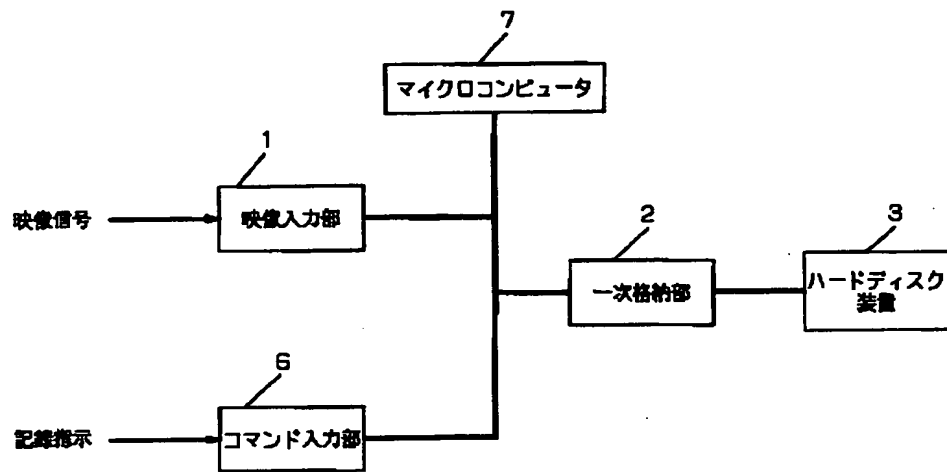 7
マイクロコンピュータ
1
映像信号
映像入力部
2
一次格納部
3
ハードディスク
装置
6
記録指示
コマンド入力部